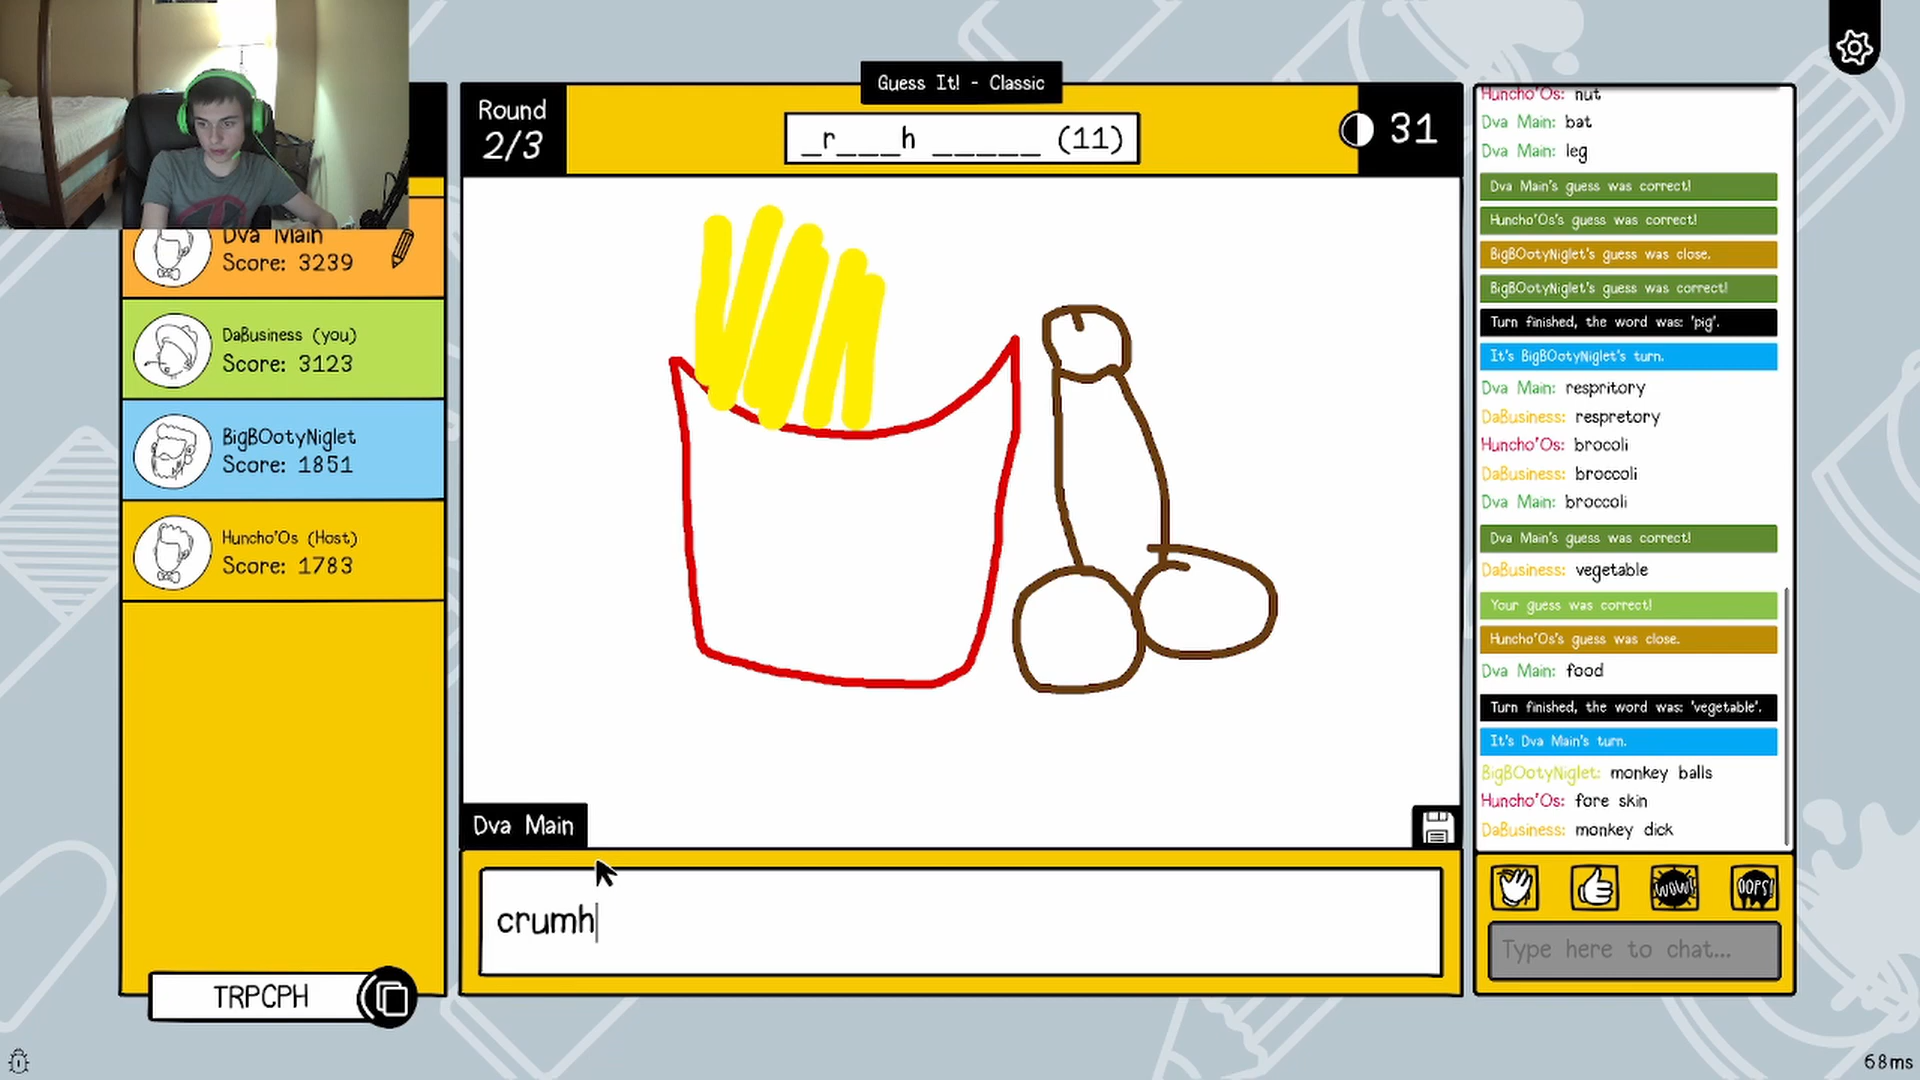 Guess It! - Classic
Round
2/3
_r___h _____ (11)
31
Dva Main
Score: 3239
DaBusiness (you)
Score: 3123
BigBOotyNiglet
Score: 1851
Huncho'Os (Host)
Score: 1783
TRPCPH
Dva Main
crumh
Huncho'Os: nut
Dva Main: bat
Dva Main: leg
Dva Main's guess was correct!
Huncho'Os's guess was correct!
BigBOotyNiglet's guess was close.
BigBOotyNiglet's guess was correct!
Turn finished, the word was: 'pig'.
It's BigBOotyNiglet's turn.
Dva Main: respritory
DaBusiness: respretory
Huncho'Os: brocoli
DaBusiness: broccoli
Dva Main: broccoli
Dva Main's guess was correct!
DaBusiness: vegetable
Your guess was correct!
Huncho'Os's guess was close.
Dva Main: food
Turn finished, the word was: 'vegetable'.
It's Dva Main's turn.
BigBOotyNiglet: monkey balls
Huncho'Os: fore skin
DaBusiness: monkey dick
WOW!
OOPS!
Type here to chat...
68ms